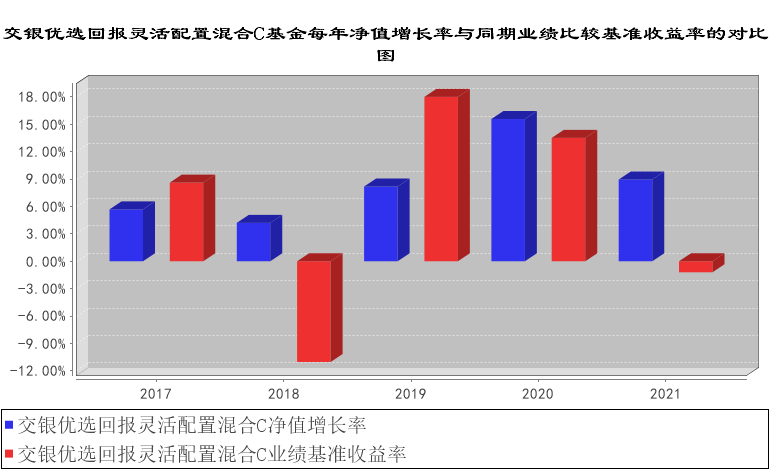 交银优选回报灵活配置混合C基金每年净值增长率与同期业绩比较基准收益率的对比
图
18.00%
15.00%
12.00%
9.00%
6.00%
3.00%
0.00%
-3.00%
-6.00%
-9.00%
-12.00%
2017 2018 2019 2020 2021
交银优选回报灵活配置混合C净值增长率
交银优选回报灵活配置混合C业绩基准收益率